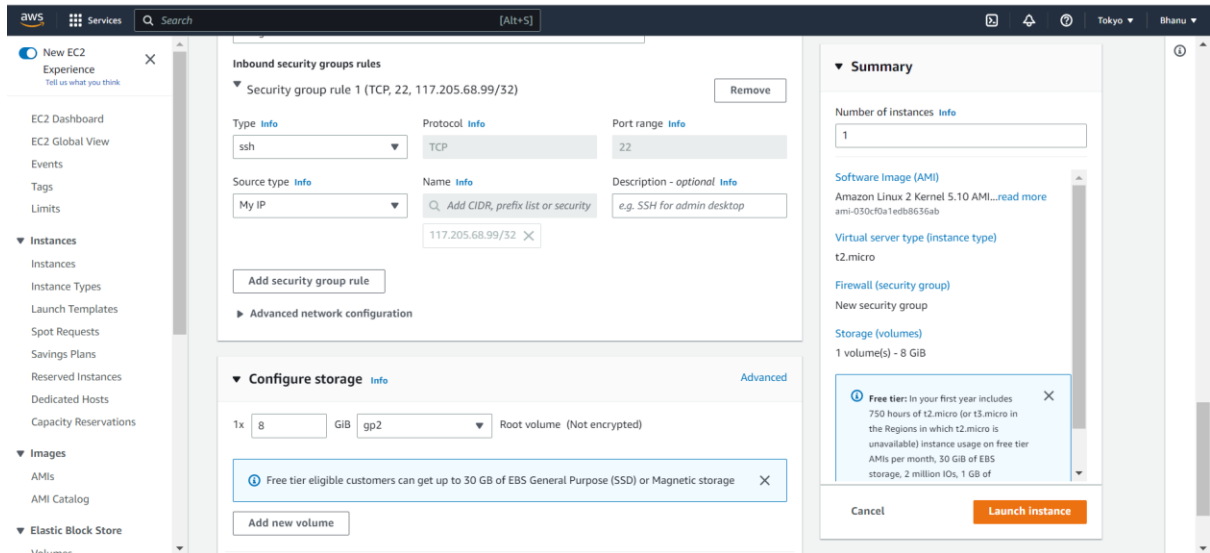 aws
Services
Search
[Alt+S]
Tokyo
Bhanu
New EC2
Experience
Tell us what you think
EC2 Dashboard
EC2 Global View
Events
Tags
Limits
Instances
Instances
Instance Types
Launch Templates
Spot Requests
Savings Plans
Reserved Instances
Dedicated Hosts
Capacity Reservations
Images
AMIs
AMI Catalog
Elastic Block Store
Volumes
Inbound security groups rules
Security group rule 1 (TCP, 22, 117.205.68.99/32)
Remove
Type Info
Protocol Info
Port range Info
ssh
TCP
22
Source type Info
Name Info
Description - optional Info
My IP
Add CIDR, prefix list or security
e.g. SSH for admin desktop
117.205.68.99/32
Add security group rule
Advanced network configuration
Configure storage Info
Advanced
1x 8 GiB gp2 Root volume (Not encrypted)
Free tier eligible customers can get up to 30 GB of EBS General Purpose (SSD) or Magnetic storage
Add new volume
Summary
Number of instances Info
1
Software Image (AMI)
Amazon Linux 2 Kernel 5.10 AMI...read more
ami-030cf0a1edb8636ab
Virtual server type (instance type)
t2.micro
Firewall (security group)
New security group
Storage (volumes)
1 volume(s) - 8 GiB
Free tier: In your first year includes
750 hours of t2.micro (or t3.micro in
the Regions in which t2.micro is
unavailable) instance usage on free tier
AMIs per month, 30 GiB of EBS
storage, 2 million IOs, 1 GB of
Cancel
Launch instance